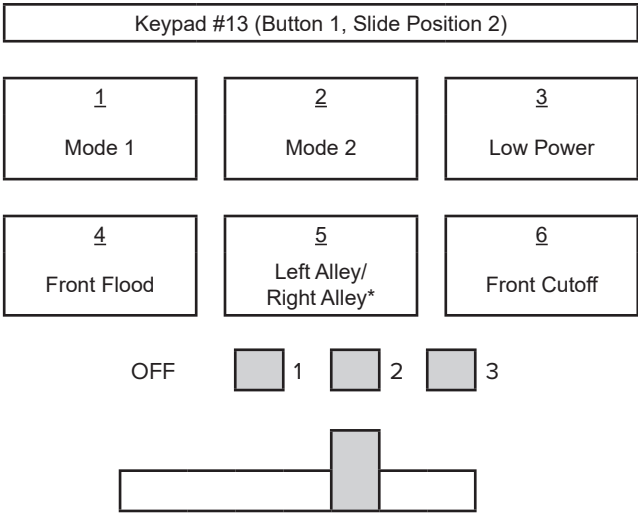 Keypad #13 (Button 1, Slide Position 2)
1
Mode 1
2
Mode 2
3
Low Power
4
Front Flood
5
Left Alley/
Right Alley*
6
Front Cutoff
OFF 1 2 3